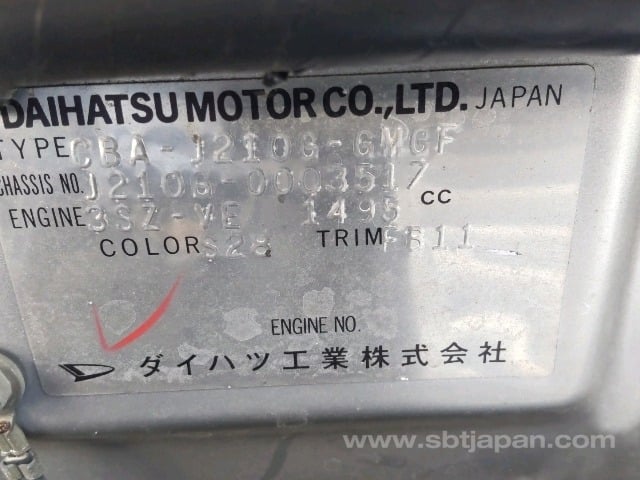 DAIHATSU MOTOR CO.,LTD. JAPAN
TYPE CBA-J210G-GMGF
CHASSIS NO. J210G-0003517
ENGINE 3SZ-VE 1495 CC
COLOR S28 TRIM FR11
ENGINE NO.
ダイハツ工業株式会社
www.sbtjapan.com